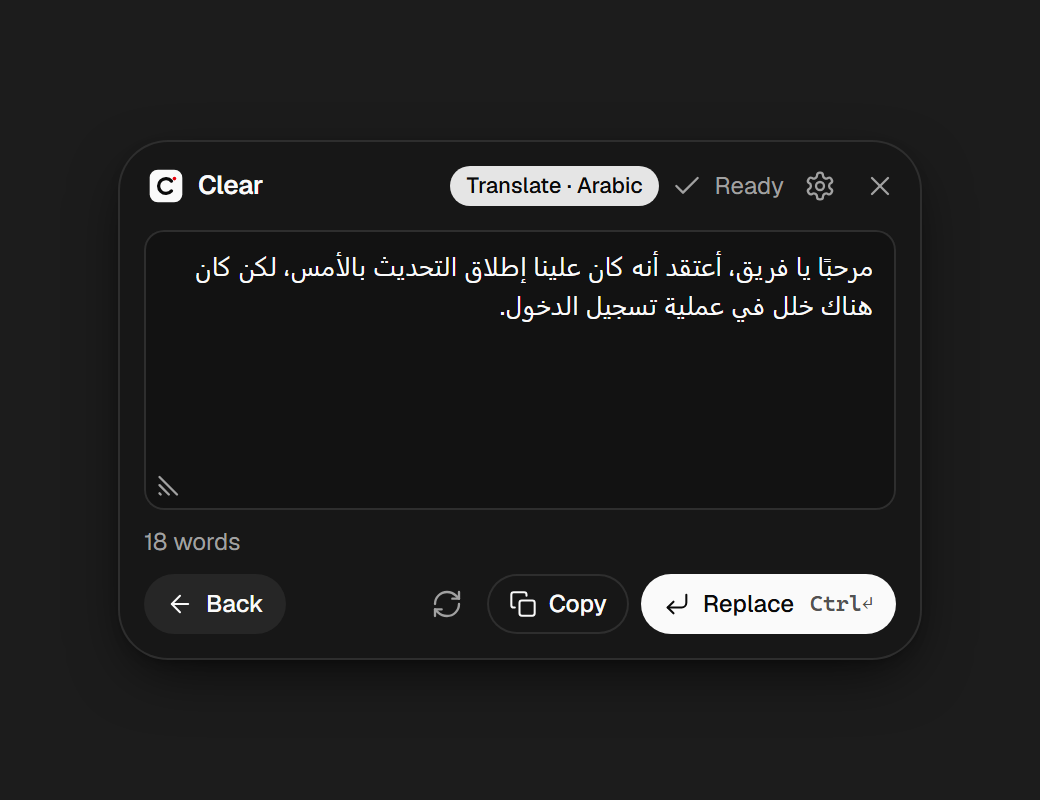 Clear
Translate · Arabic
Ready
مرحبًا يا فريق، أعتقد أنه كان علينا إطلاق التحديث بالأمس، لكن كان
هناك خلل في عملية تسجيل الدخول.
18 words
Back
Copy
Replace Ctrl↵